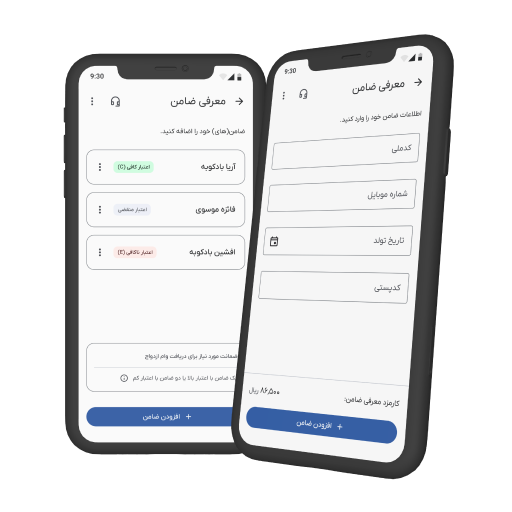 9:30
معرفی ضامن
ضامن(های) خود را اضافه کنید.
آریا بادکوبه
اعتبار کافی (C)
فائزه موسوی
اعتبار منقضی
افشین بادکوبه
اعتبار ناکافی (E)
ضمانت مورد نیاز برای دریافت وام ازدواج
یک ضامن با اعتبار بالا یا دو ضامن با اعتبار کم
+ افزودن ضامن
9:30
معرفی ضامن
اطلاعات ضامن خود را وارد کنید.
کدملی
شماره موبایل
تاریخ تولد
کدپستی
کارمزد معرفی ضامن:
۸۶,۵۰۰ ریال
+ افزودن ضامن